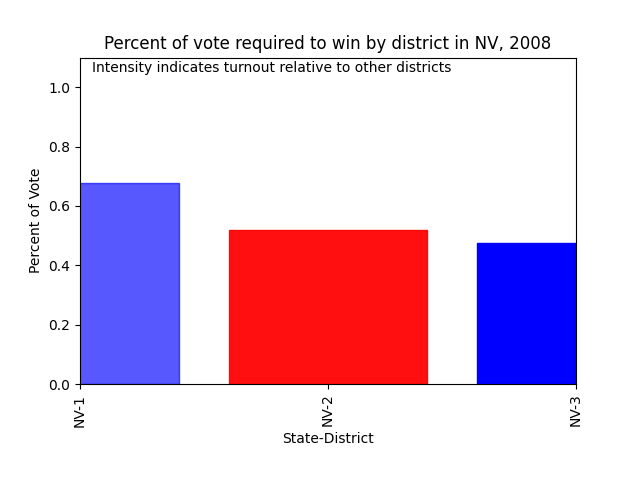 Percent of vote required to win by district in NV, 2008
Intensity indicates turnout relative to other districts
1.0
0.8
0.6
0.4
0.2
0.0
Percent of Vote
NV-1
NV-2
NV-3
State-District